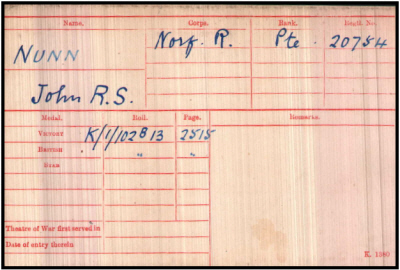 Name. Corps. Rank. Regtl. No.
NUNN Norf. R. Pte. 20754
John R.S.
Medal. Roll. Page. Remarks.
VICTORY K/1/102B13 2515
BRITISH " "
STAR
Theatre of War first served in
Date of entry therein
K. 1380